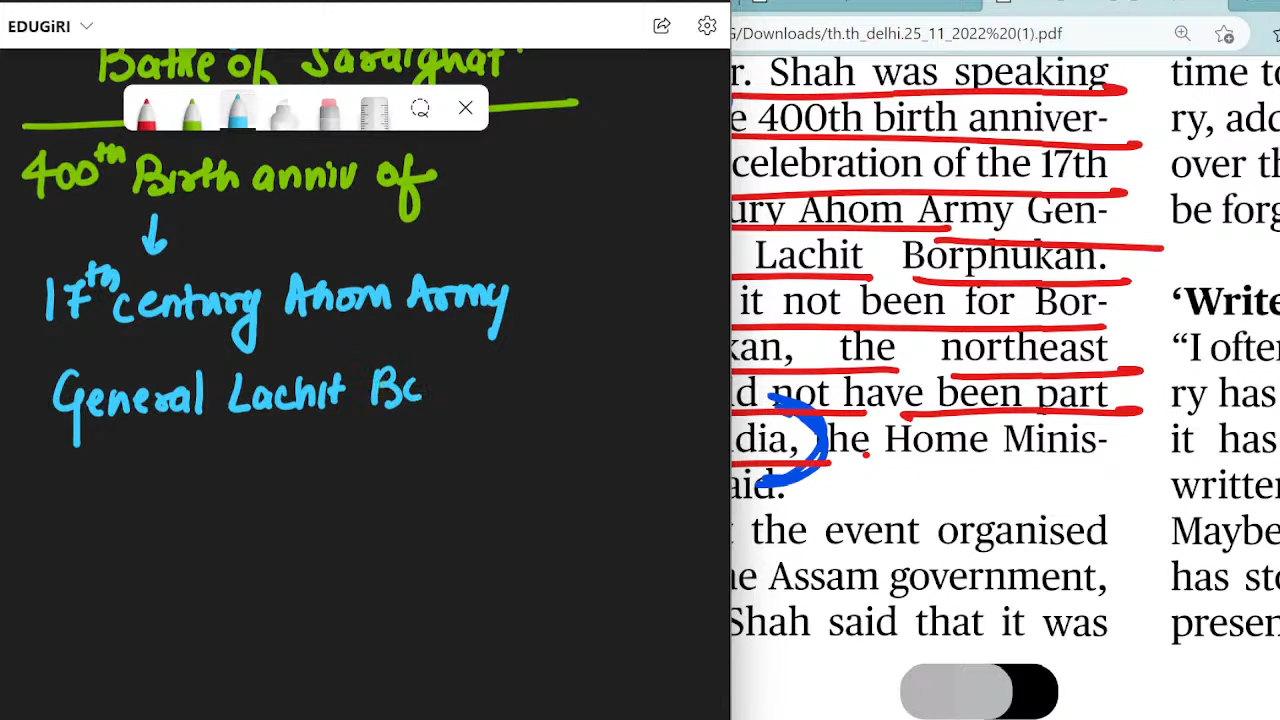 EDUGiRI
Battle of Saraighat
400th Birth anniv of
17th century Ahom Army
General Lachit Bo
G/Downloads/th.th_delhi.25_11_2022%20(1).pdf
r. Shah was speaking
e 400th birth anniver-
celebration of the 17th
ury Ahom Army Gen-
Lachit Borphukan.
it not been for Bor-
kan, the northeast
ld not have been part
dia, the Home Minis-
aid.
t the event organised
ne Assam government,
Shah said that it was
time to
ry, add
over th
be forg
‘Write
“I ofte
ry has
it has
writte
Maybe
has sto
presen